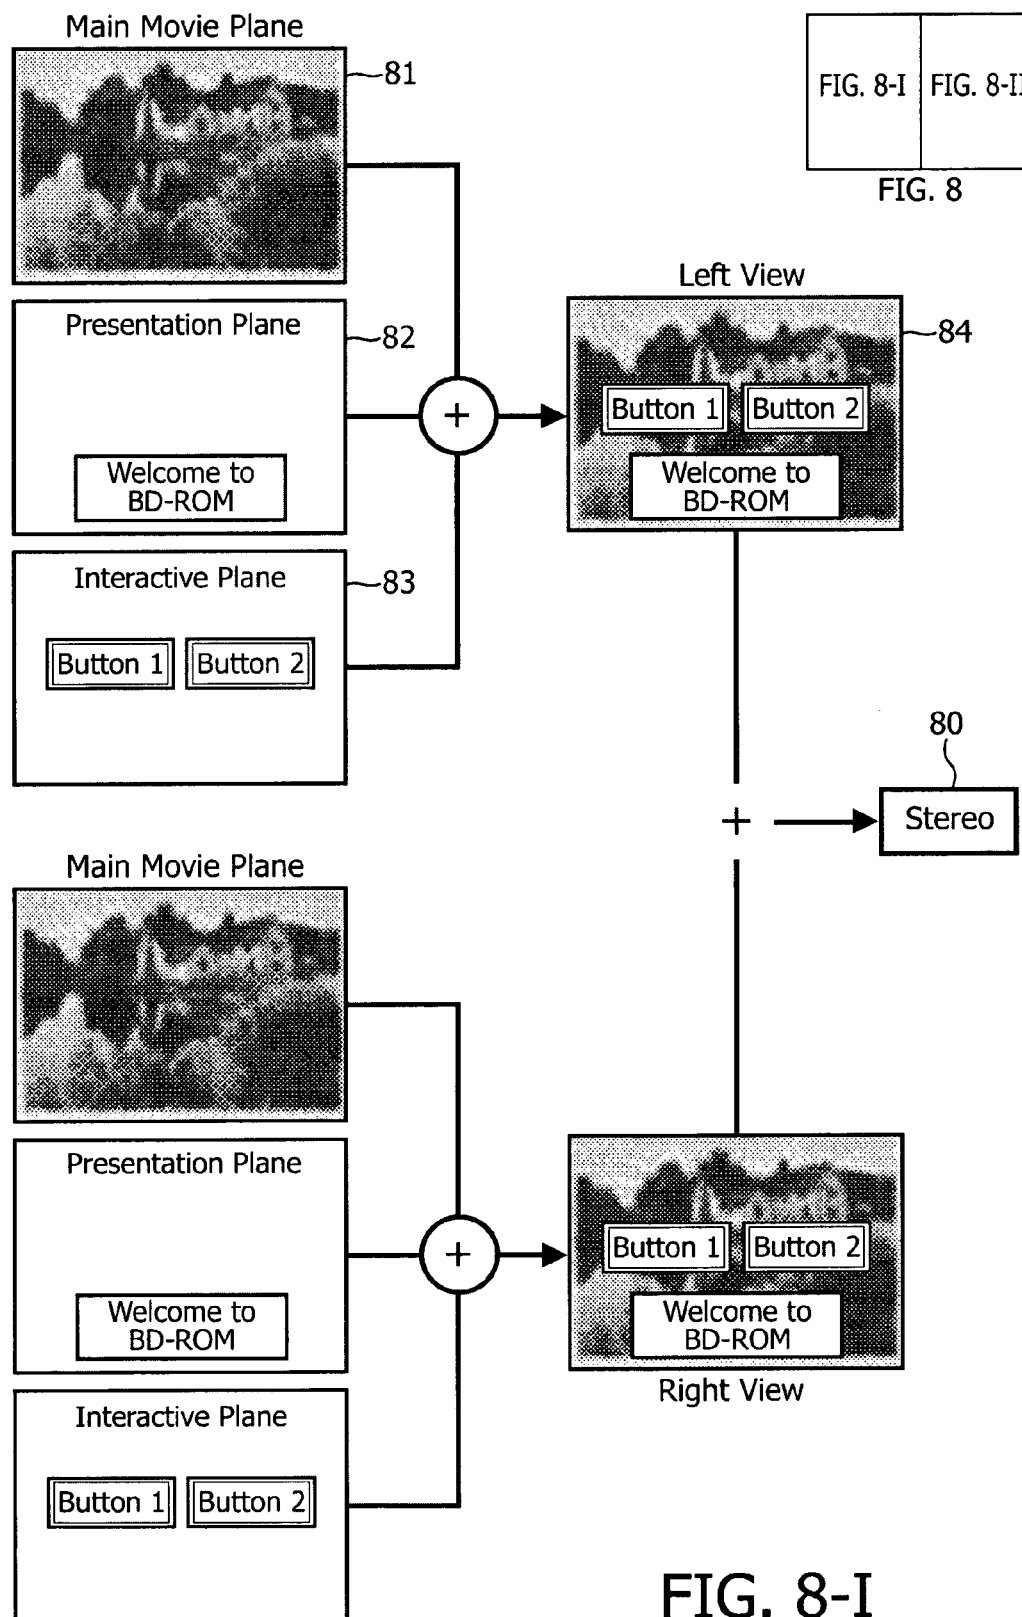 Main Movie Plane
81
FIG. 8-I
FIG. 8-II
FIG. 8
Presentation Plane
82
Welcome to
BD-ROM
Interactive Plane
83
Button 1
Button 2
+
Left View
84
Button 1
Button 2
Welcome to
BD-ROM
+
80
Stereo
Main Movie Plane
Presentation Plane
Welcome to
BD-ROM
Interactive Plane
Button 1
Button 2
+
Button 1
Button 2
Welcome to
BD-ROM
Right View
FIG. 8-I